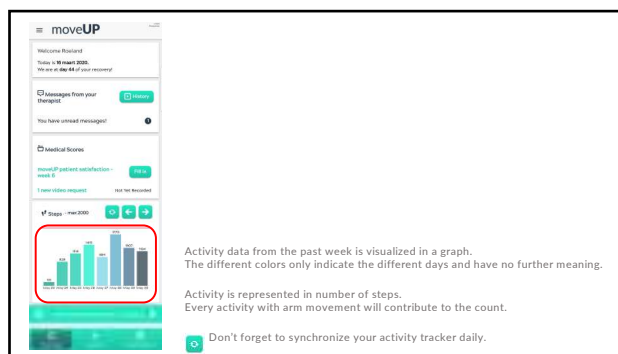 moveUP
Welcome Roeland
Today is 16 maart 2020.
We are at day 44 of your recovery!
Messages from your therapist
History
You have unread messages!
1
Medical Scores
moveUP patient satisfaction - week 6
Fill in
1 new video request
Not Yet Recorded
Steps - max 2000
Activity data from the past week is visualized in a graph.
The different colors only indicate the different days and have no further meaning.
Activity is represented in number of steps.
Every activity with arm movement will contribute to the count.
Don't forget to synchronize your activity tracker daily.